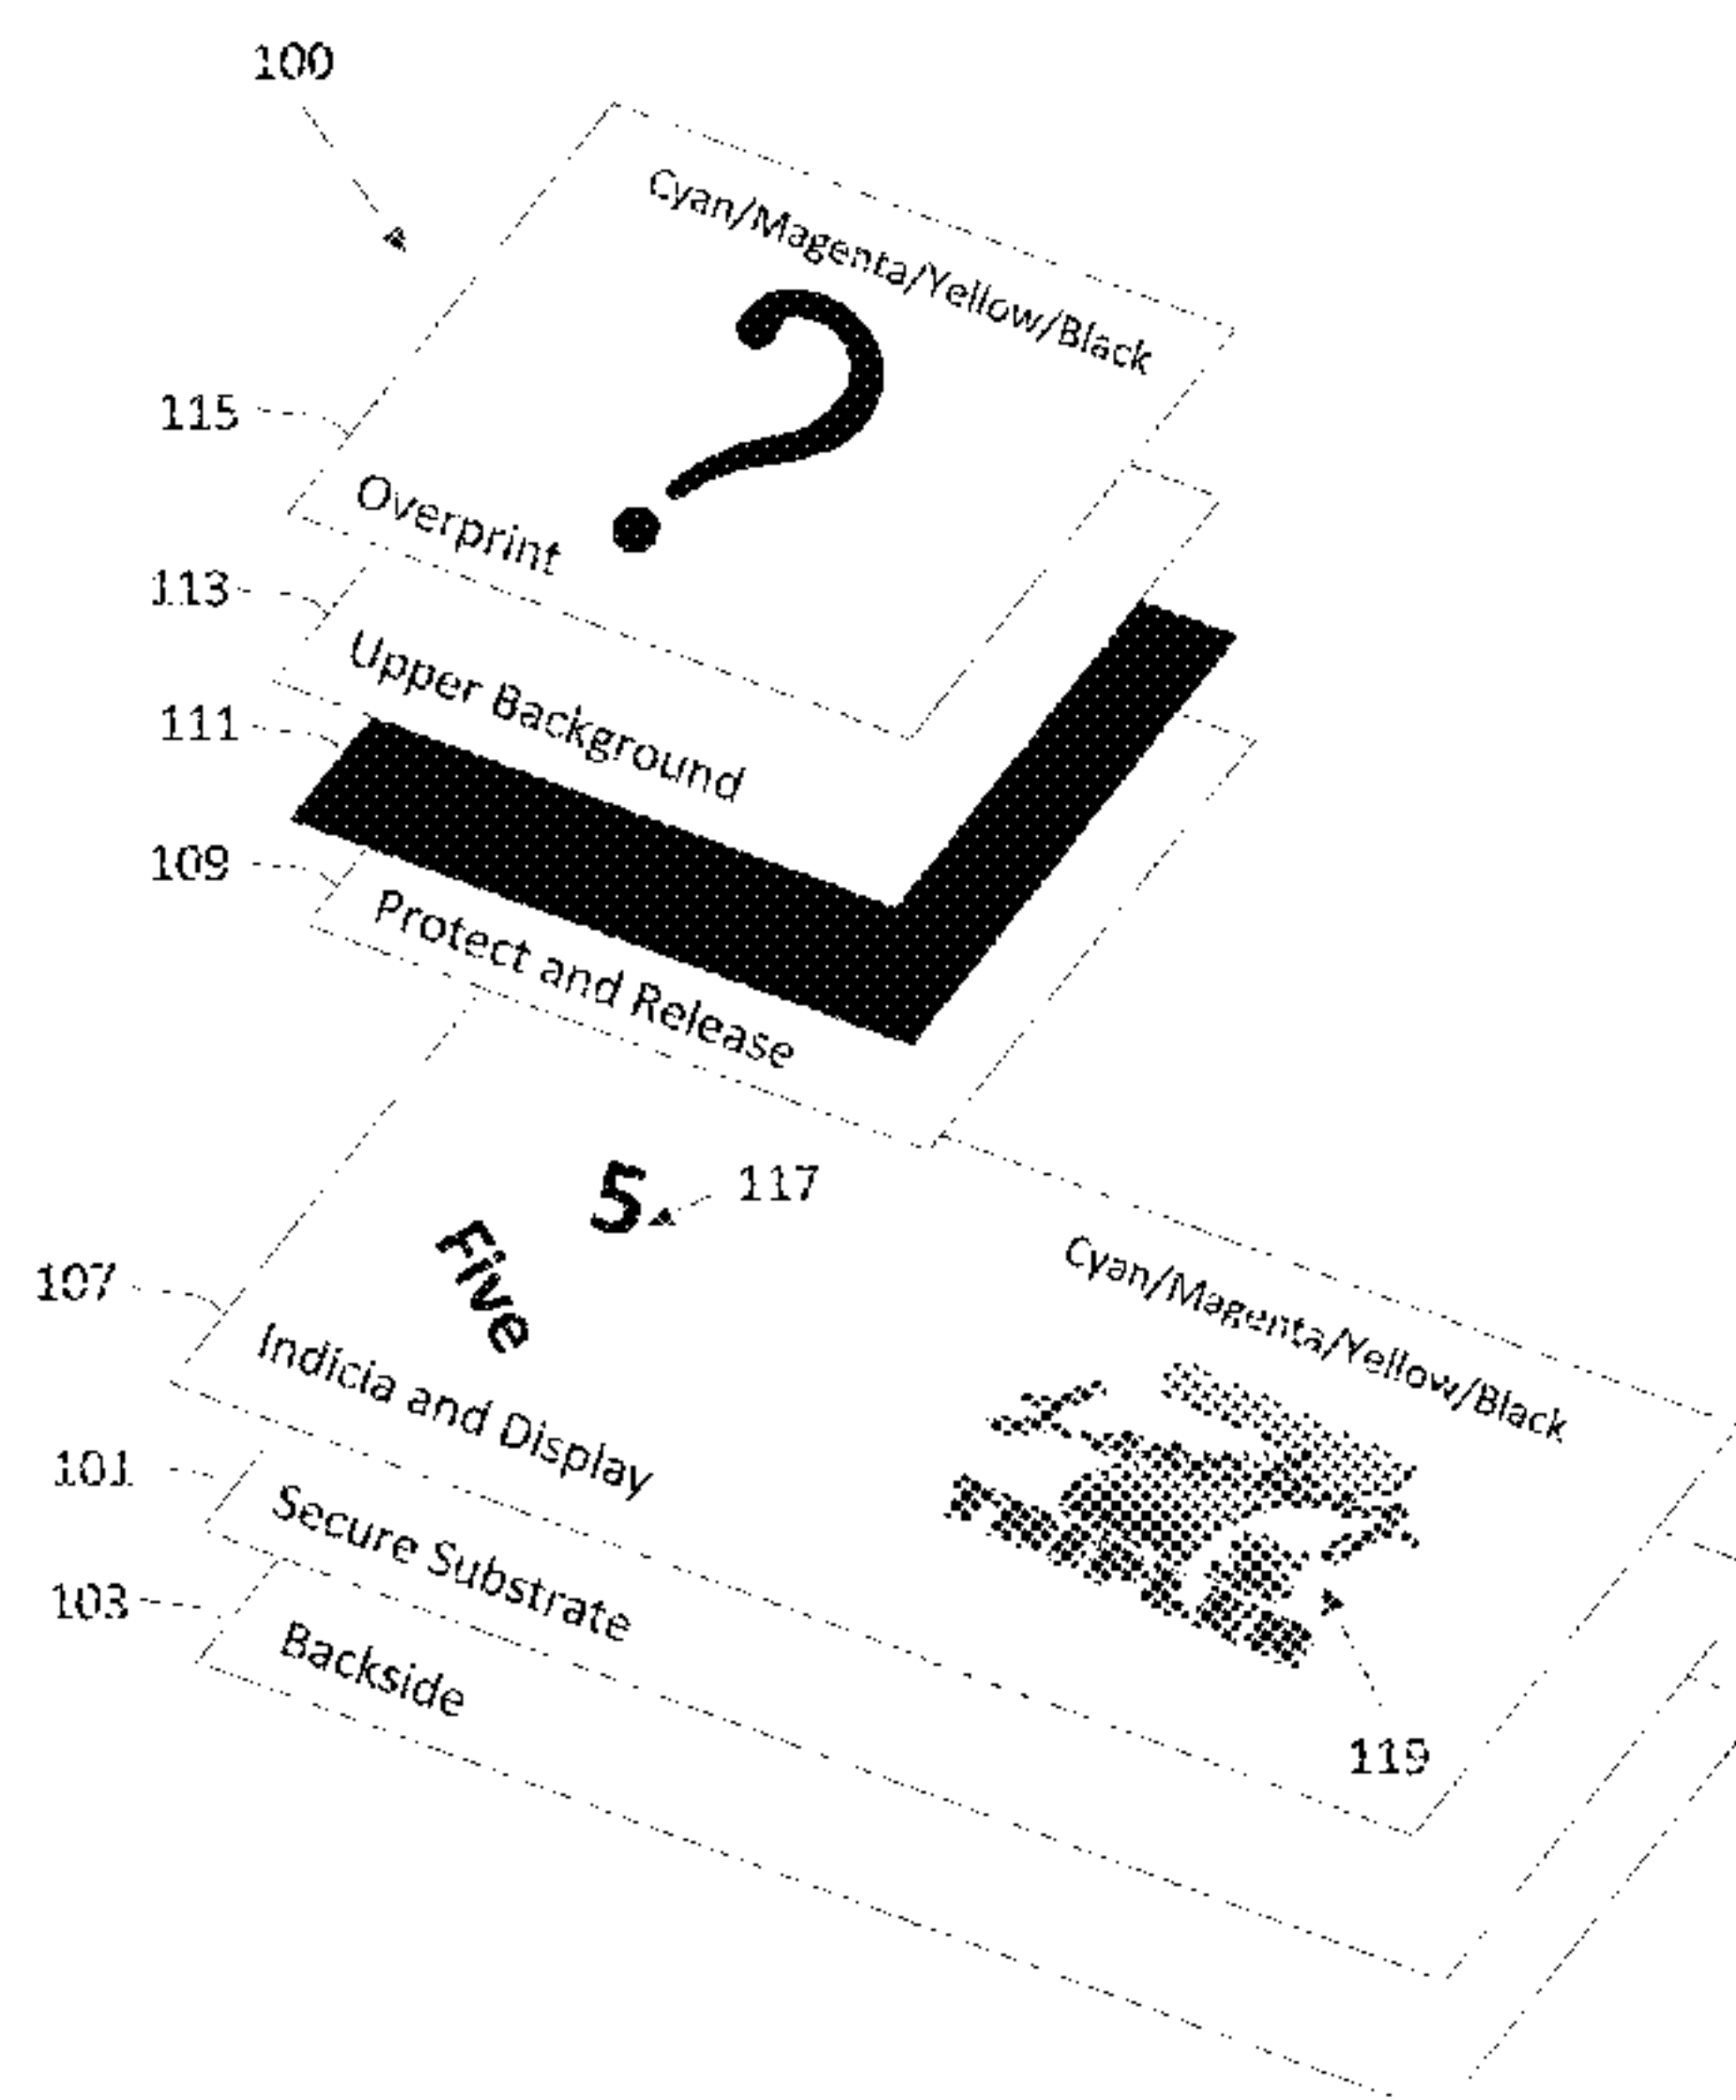 100
Cyan/Magenta/Yellow/Black
?
115
Overprint
113
Upper Background
111
109
Protect and Release
5
117
Five
107
Cyan/Magenta/Yellow/Black
Indicia and Display
101
Secure Substrate
103
Backside
119